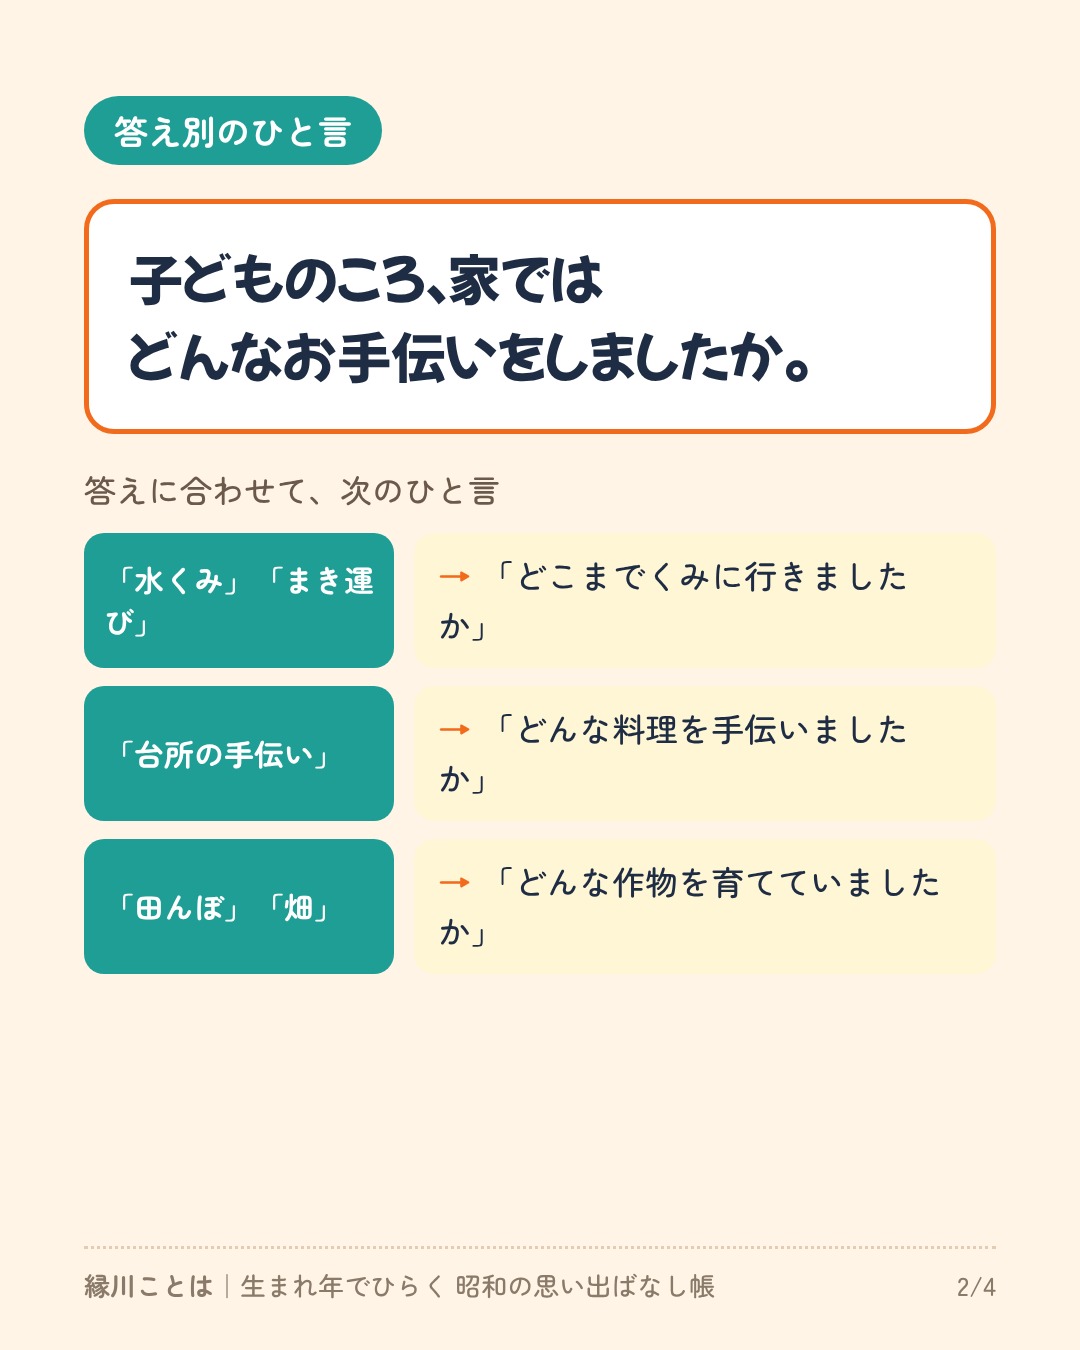 答え別のひと言
子どものころ、家では
どんなお手伝いをしましたか。
答えに合わせて、次のひと言
「水くみ」「まき運
び」
→ 「どこまでくみに行きました
か」
「台所の手伝い」
→ 「どんな料理を手伝いました
か」
「田んぼ」「畑」
→ 「どんな作物を育てていました
か」
縁川ことは｜生まれ年でひらく 昭和の思い出ばなし帳
2/4